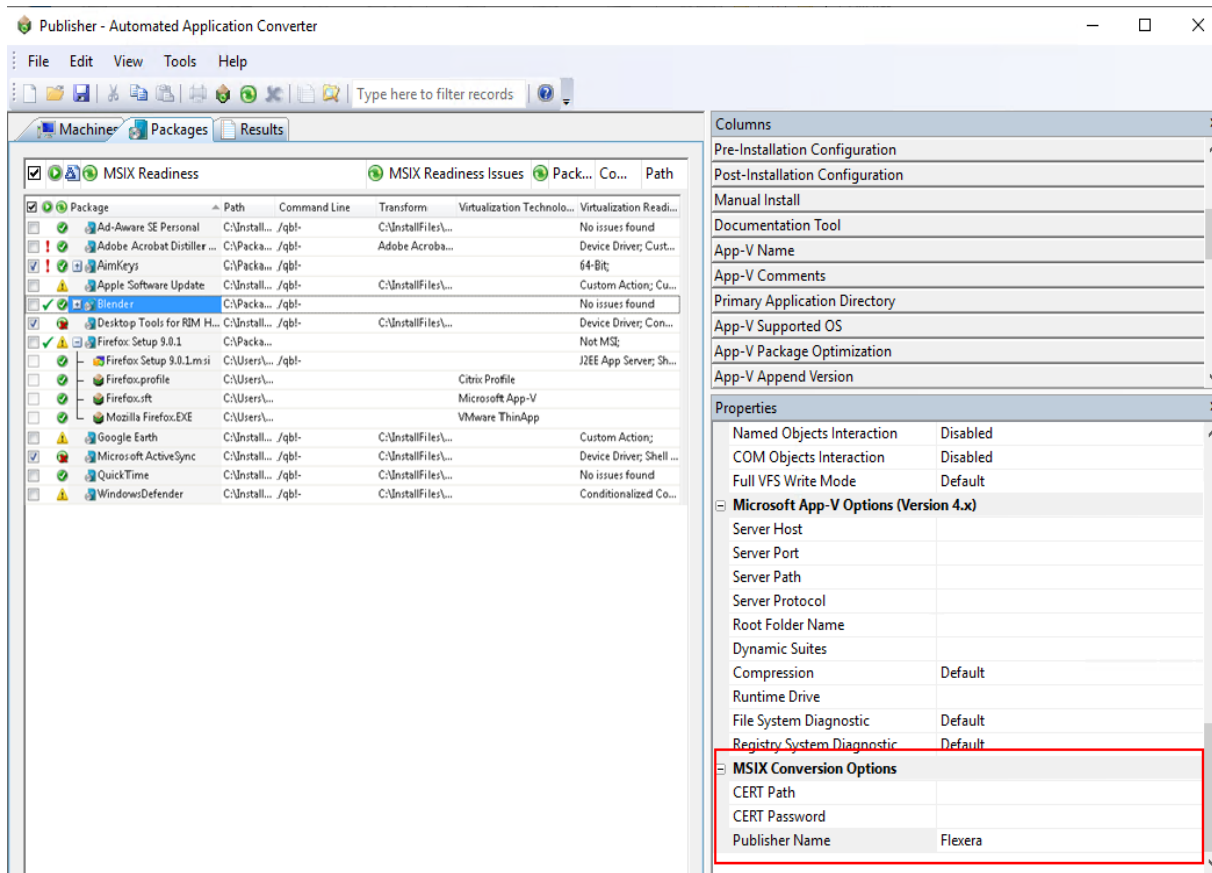 Publisher - Automated Application Converter
File Edit View Tools Help
Type here to filter records
Machines Packages Results
MSIX Readiness MSIX Readiness Issues Pack... Co... Path
Package Path Command Line Transform Virtualization Technolo... Virtualization Readi...
Ad-Aware SE Personal C:\Install... /qb!- C:\InstallFiles\... No issues found
Adobe Acrobat Distiller ... C:\Packa... /qb!- Adobe Acroba... Device Driver; Cust...
AimKeys C:\Packa... /qb!- 64-Bit;
Apple Software Update C:\Install... /qb!- C:\InstallFiles\... Custom Action; Cu...
Blender C:\Packa... /qb!- No issues found
Desktop Tools for RIM H... C:\Install... /qb!- C:\InstallFiles\... Device Driver; Con...
Firefox Setup 9.0.1 C:\Packa... Not MSI;
Firefox Setup 9.0.1.msi C:\Users\... /qb!- J2EE App Server; Sh...
Firefox.profile C:\Users\... Citrix Profile
Firefox.sft C:\Users\... Microsoft App-V
Mozilla Firefox.EXE C:\Users\... VMware ThinApp
Google Earth C:\Install... /qb!- C:\InstallFiles\... Custom Action;
Microsoft ActiveSync C:\Install... /qb!- C:\InstallFiles\... Device Driver; Shell ...
QuickTime C:\Install... /qb!- C:\InstallFiles\... No issues found
WindowsDefender C:\Install... /qb!- C:\InstallFiles\... Conditionalized Co...
Columns
Pre-Installation Configuration
Post-Installation Configuration
Manual Install
Documentation Tool
App-V Name
App-V Comments
Primary Application Directory
App-V Supported OS
App-V Package Optimization
App-V Append Version
Properties
Named Objects Interaction Disabled
COM Objects Interaction Disabled
Full VFS Write Mode Default
Microsoft App-V Options (Version 4.x)
Server Host
Server Port
Server Path
Server Protocol
Root Folder Name
Dynamic Suites
Compression Default
Runtime Drive
File System Diagnostic Default
Registry System Diagnostic Default
MSIX Conversion Options
CERT Path
CERT Password
Publisher Name Flexera